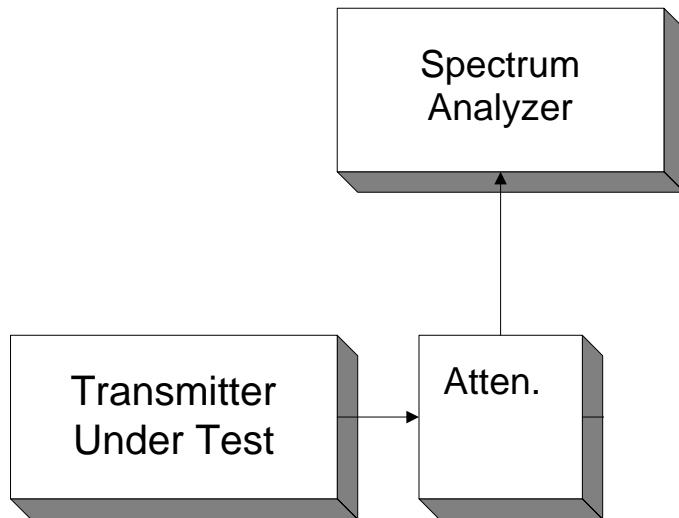 Spectrum
Analyzer
Transmitter
Under Test
Atten.